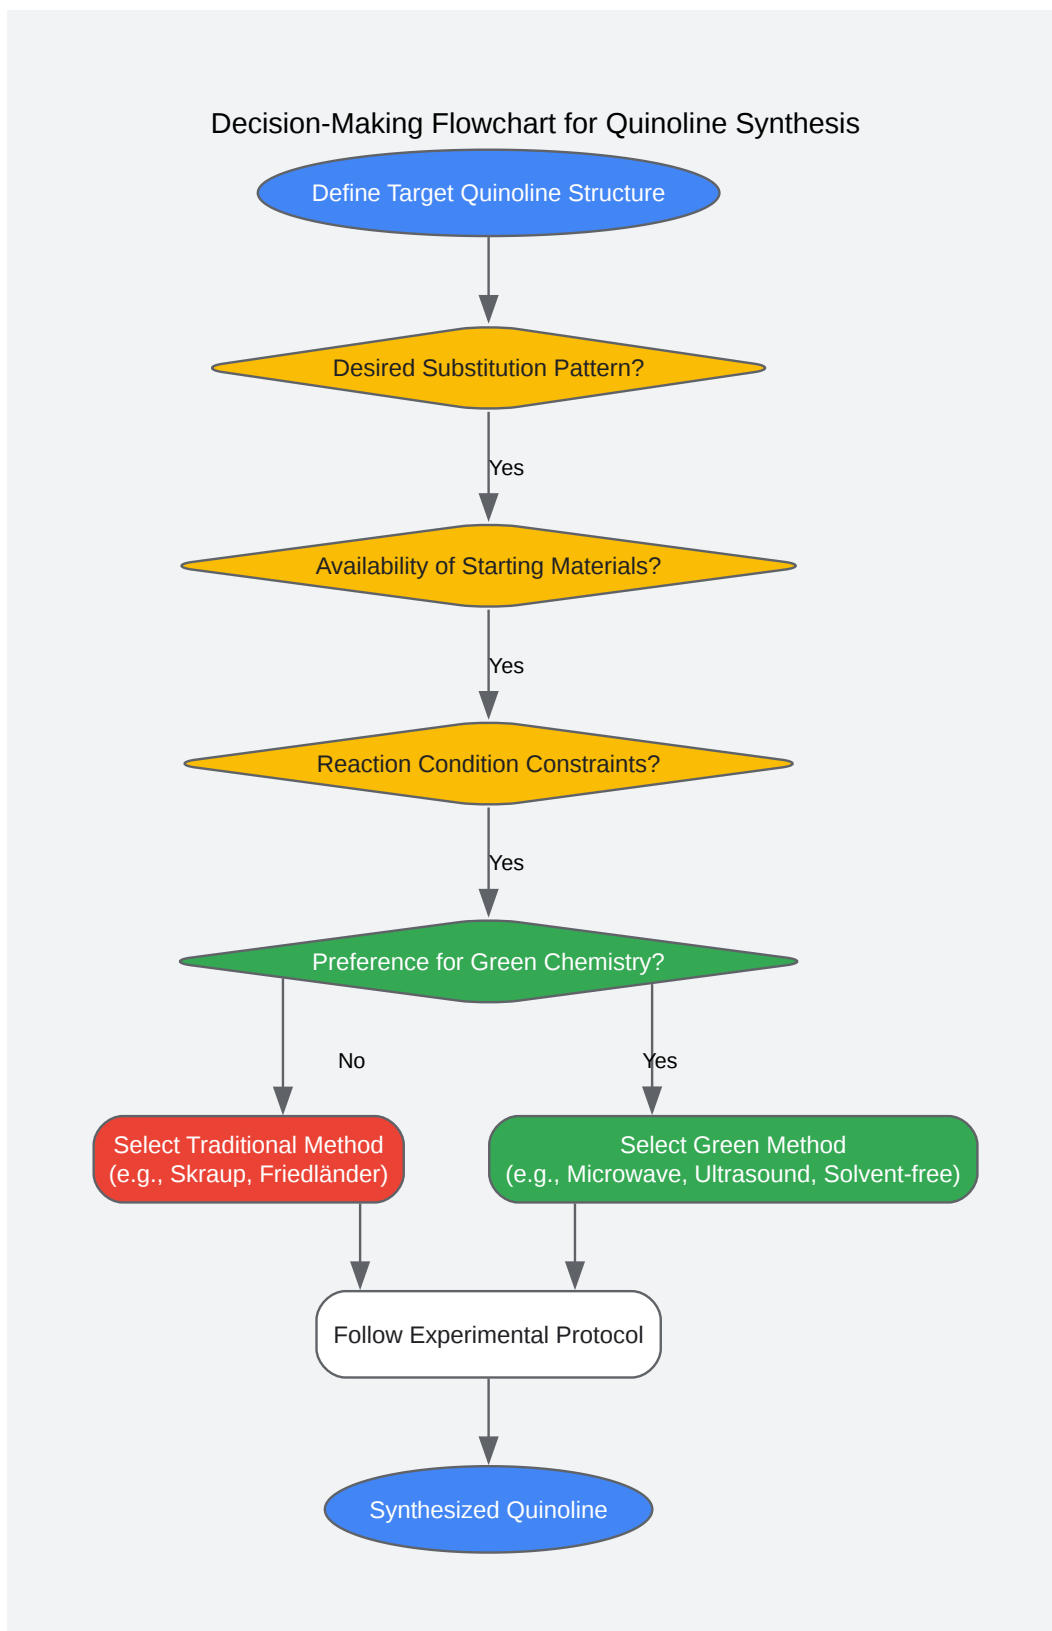 Decision-Making Flowchart for Quinoline Synthesis
Define Target Quinoline Structure
Desired Substitution Pattern?
Yes
Availability of Starting Materials?
Yes
Reaction Condition Constraints?
Yes
Preference for Green Chemistry?
No
Yes
Select Traditional Method
(e.g., Skraup, Friedländer)
Select Green Method
(e.g., Microwave, Ultrasound, Solvent-free)
Follow Experimental Protocol
Synthesized Quinoline